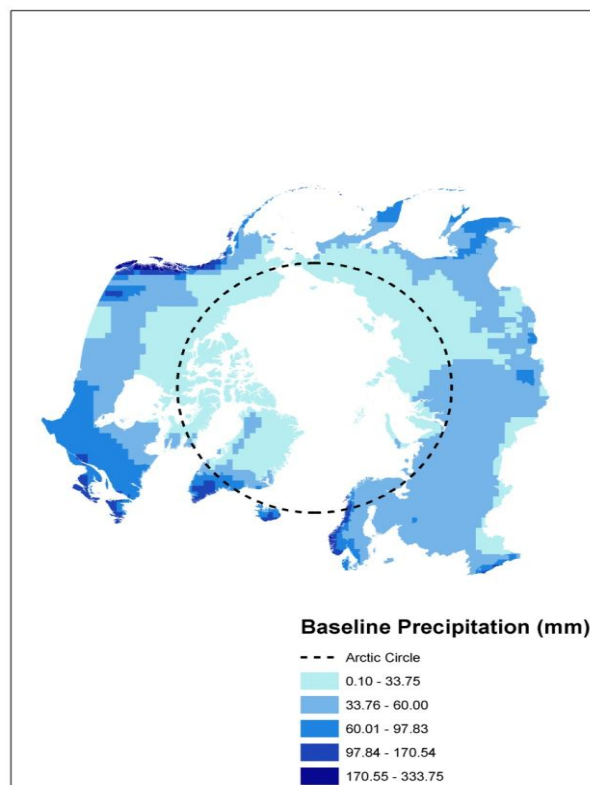 Baseline Precipitation (mm)
Arctic Circle
0.10 - 33.75
33.76 - 60.00
60.01 - 97.83
97.84 - 170.54
170.55 - 333.75